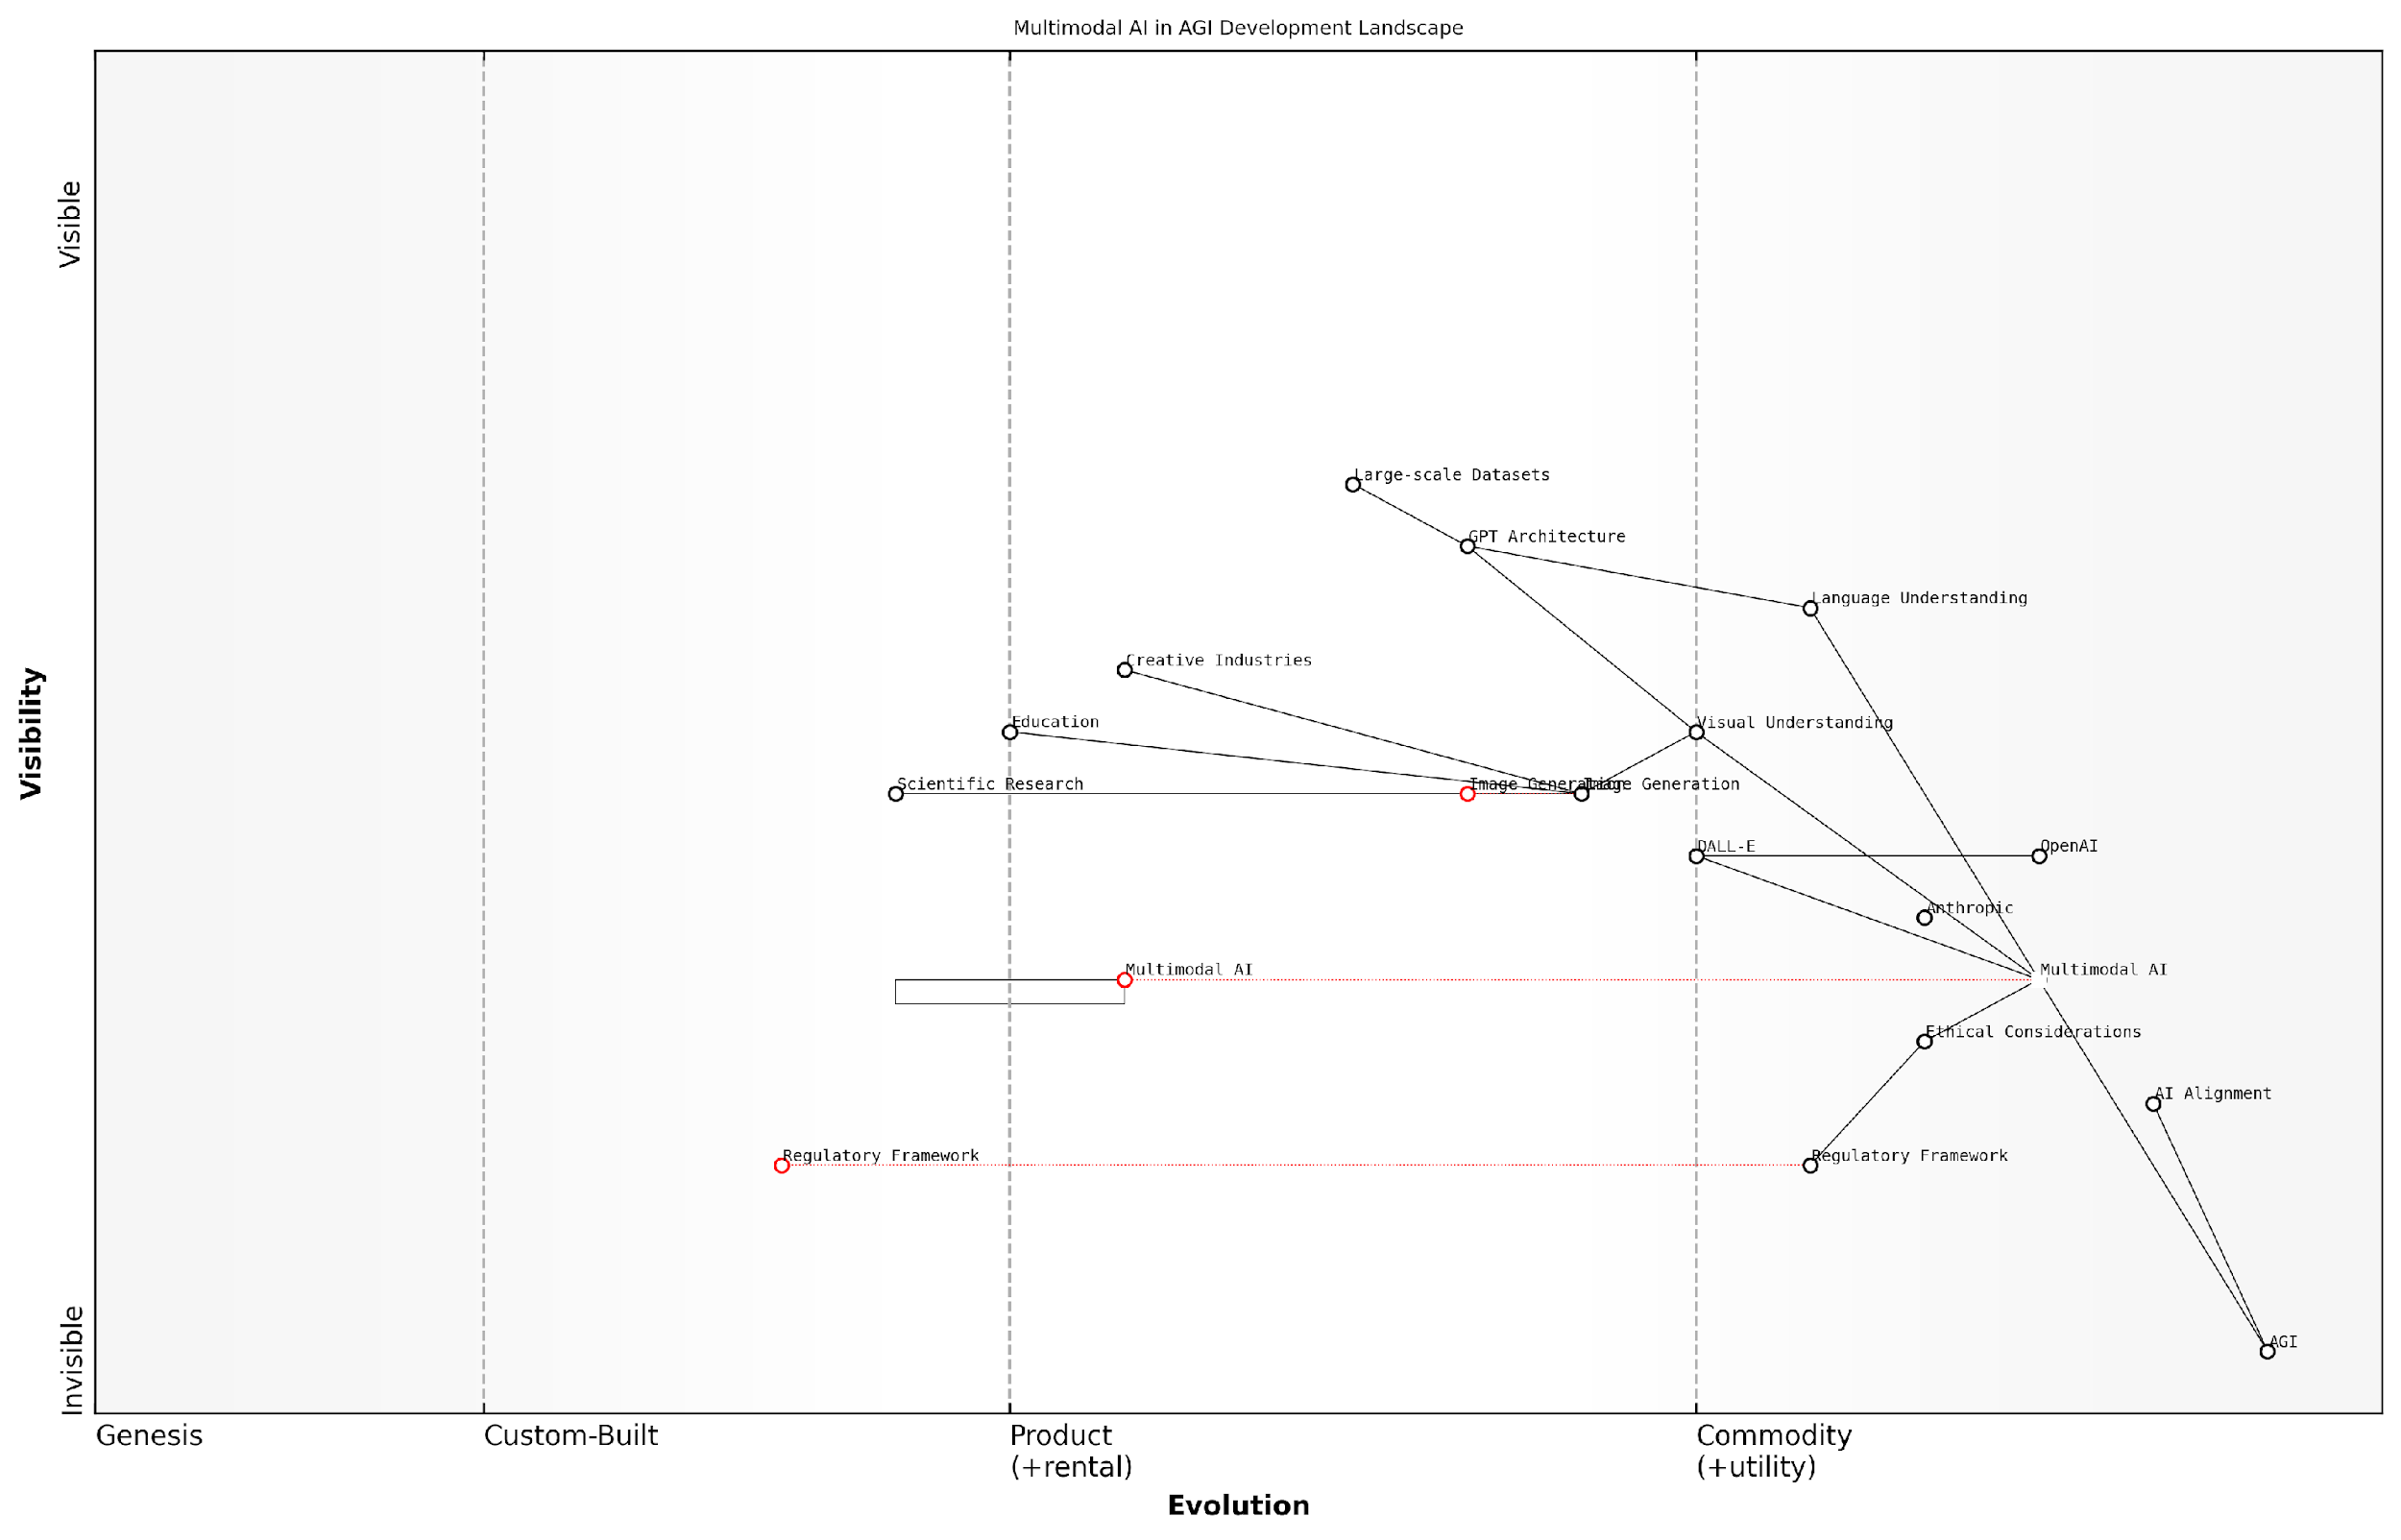 Multimodal AI in AGI Development Landscape
Visible
Visibility
Invisible
Large-scale Datasets
GPT Architecture
Language Understanding
Creative Industries
Education
Visual Understanding
Scientific Research
Image Generation
Image Generation
DALL-E
OpenAI
Anthropic
Multimodal AI
Multimodal AI
Ethical Considerations
AI Alignment
Regulatory Framework
Regulatory Framework
AGI
Genesis
Custom-Built
Product
(+rental)
Commodity
(+utility)
Evolution